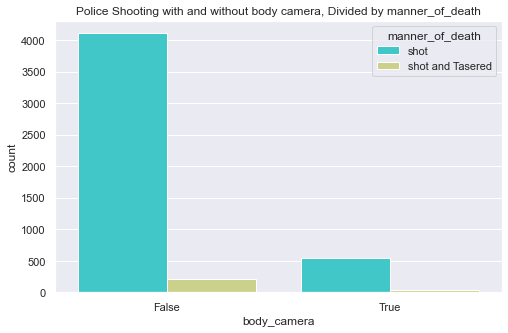 Police Shooting with and without body camera, Divided by manner_of_death
manner_of_death
shot
shot and Tasered
4000
3500
3000
2500
2000
1500
1000
500
0
count
False
True
body_camera